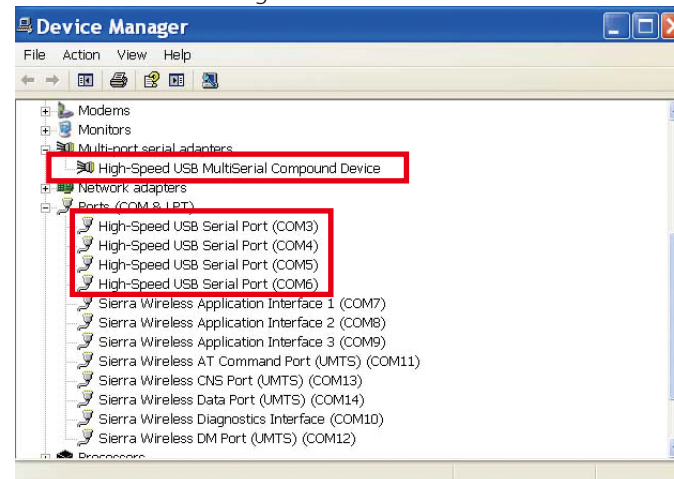 Device Manager
File Action View Help
Modems
Monitors
Multi-port serial adapters
High-Speed USB MultiSerial Compound Device
Network adapters
Ports (COM & LPT)
High-Speed USB Serial Port (COM3)
High-Speed USB Serial Port (COM4)
High-Speed USB Serial Port (COM5)
High-Speed USB Serial Port (COM6)
Sierra Wireless Application Interface 1 (COM7)
Sierra Wireless Application Interface 2 (COM8)
Sierra Wireless Application Interface 3 (COM9)
Sierra Wireless AT Command Port (UMTS) (COM11)
Sierra Wireless CNS Port (UMTS) (COM13)
Sierra Wireless Data Port (UMTS) (COM14)
Sierra Wireless Diagnostics Interface (COM10)
Sierra Wireless DM Port (UMTS) (COM12)
Processors